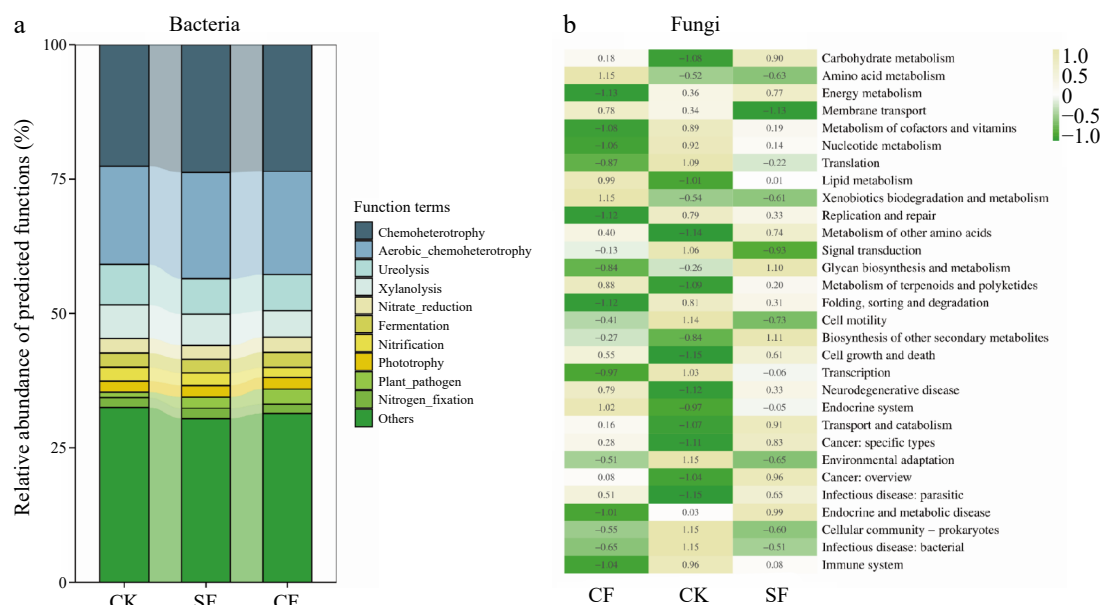 a
Bacteria
Relative abundance of predicted functions (%)
100
75
50
25
0
CK SF CF
Function terms
Chemoheterotrophy
Aerobic_chemoheterotrophy
Ureolysis
Xylanolysis
Nitrate_reduction
Fermentation
Nitrification
Phototrophy
Plant_pathogen
Nitrogen_fixation
Others
b
Fungi
0.18 −1.08 0.90 Carbohydrate metabolism
1.15 −0.52 −0.63 Amino acid metabolism
−1.13 0.36 0.77 Energy metabolism
0.78 0.34 −1.13 Membrane transport
−1.08 0.89 0.19 Metabolism of cofactors and vitamins
−1.06 0.92 0.14 Nucleotide metabolism
−0.87 1.09 −0.22 Translation
0.99 −1.01 0.01 Lipid metabolism
1.15 −0.54 −0.61 Xenobiotics biodegradation and metabolism
−1.12 0.79 0.33 Replication and repair
0.40 −1.14 0.74 Metabolism of other amino acids
−0.13 1.06 −0.93 Signal transduction
−0.84 −0.26 1.10 Glycan biosynthesis and metabolism
0.88 −1.09 0.20 Metabolism of terpenoids and polyketides
−1.12 0.81 0.31 Folding, sorting and degradation
−0.41 1.14 −0.73 Cell motility
−0.27 −0.84 1.11 Biosynthesis of other secondary metabolites
0.55 −1.15 0.61 Cell growth and death
−0.97 1.03 −0.06 Transcription
0.79 −1.12 0.33 Neurodegenerative disease
1.02 −0.97 −0.05 Endocrine system
0.16 −1.07 0.91 Transport and catabolism
0.28 −1.11 0.83 Cancer: specific types
−0.51 1.15 −0.65 Environmental adaptation
0.08 −1.04 0.96 Cancer: overview
0.51 −1.15 0.65 Infectious disease: parasitic
−1.01 0.03 0.99 Endocrine and metabolic disease
−0.55 1.15 −0.60 Cellular community − prokaryotes
−0.65 1.15 −0.51 Infectious disease: bacterial
−1.04 0.96 0.08 Immune system
CF CK SF
1.0
0.5
0
−0.5
−1.0